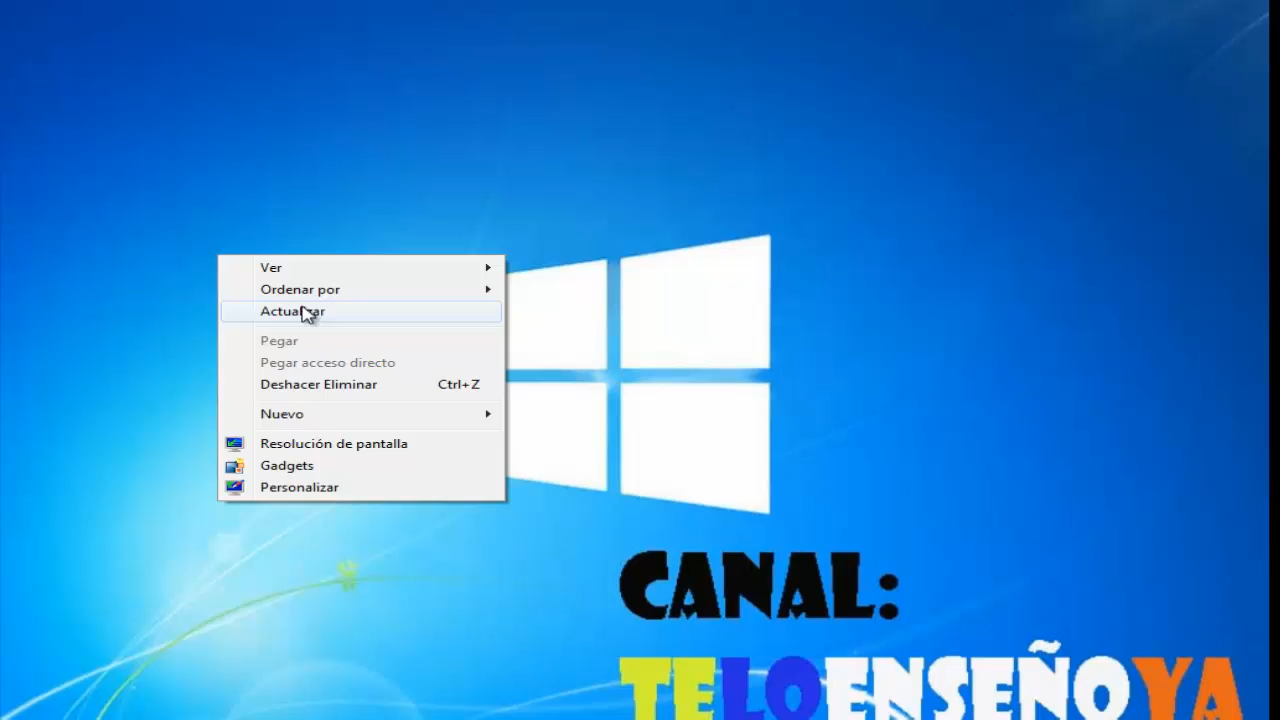 Ver
Ordenar por
Actualizar
Pegar
Pegar acceso directo
Deshacer Eliminar Ctrl+Z
Nuevo
Resolución de pantalla
Gadgets
Personalizar
CANAL:
TELOENSEÑOYA